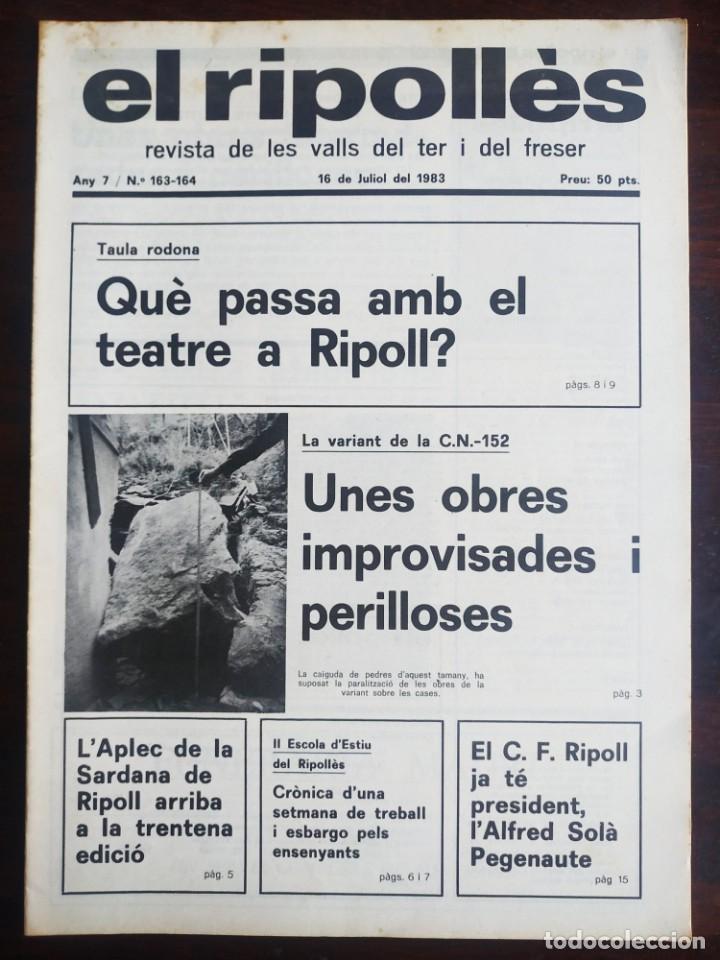 el ripollès
revista de les valls del ter i del freser
Any 7 / N.º 163-164
16 de Juliol del 1983
Preu: 50 pts.
Taula rodona
Què passa amb el
teatre a Ripoll?
pàgs. 8 i 9
La variant de la C.N.-152
Unes obres
improvisades i
perilloses
La caiguda de pedres d'aquest tamany, ha
suposat la paralització de les obres de la
variant sobre les cases.
pàg. 3
L'Aplec de la
Sardana de
Ripoll arriba
a la trentena
edició
pàg. 5
II Escola d'Estiu
del Ripollès
Crònica d'una
setmana de treball
i esbargo pels
ensenyants
pàgs. 6 i 7
El C. F. Ripoll
ja té
president,
l'Alfred Solà
Pegenaute
pàg 15
todocoleccion.net